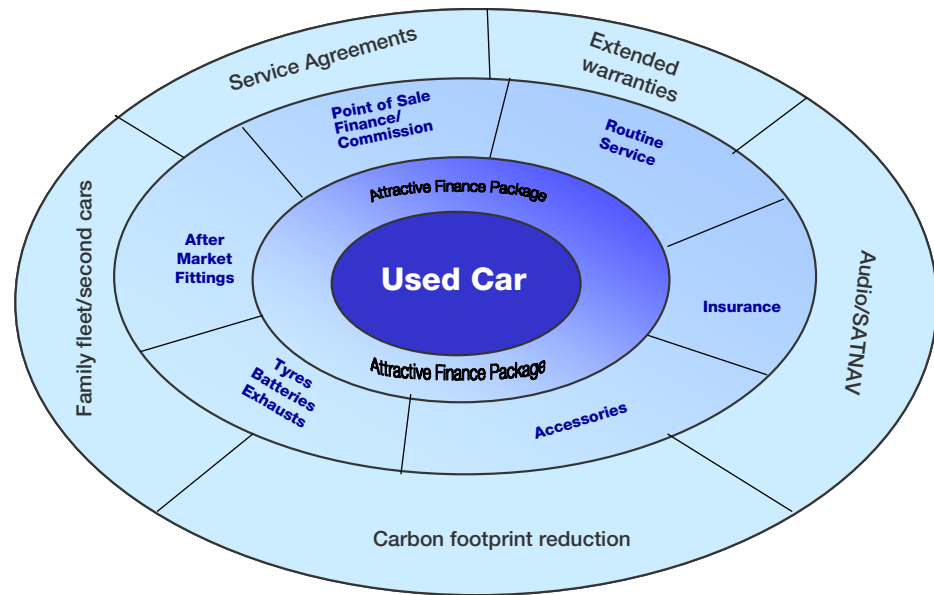 Service Agreements
Extended
warranties
Point of Sale
Finance/
Commission
Routine
Service
Attractive Finance Package
Family fleet/second cars
After
Market
Fittings
Used Car
Audio/SATNAV
Insurance
Attractive Finance Package
Tyres
Batteries
Exhausts
Accessories
Carbon footprint reduction